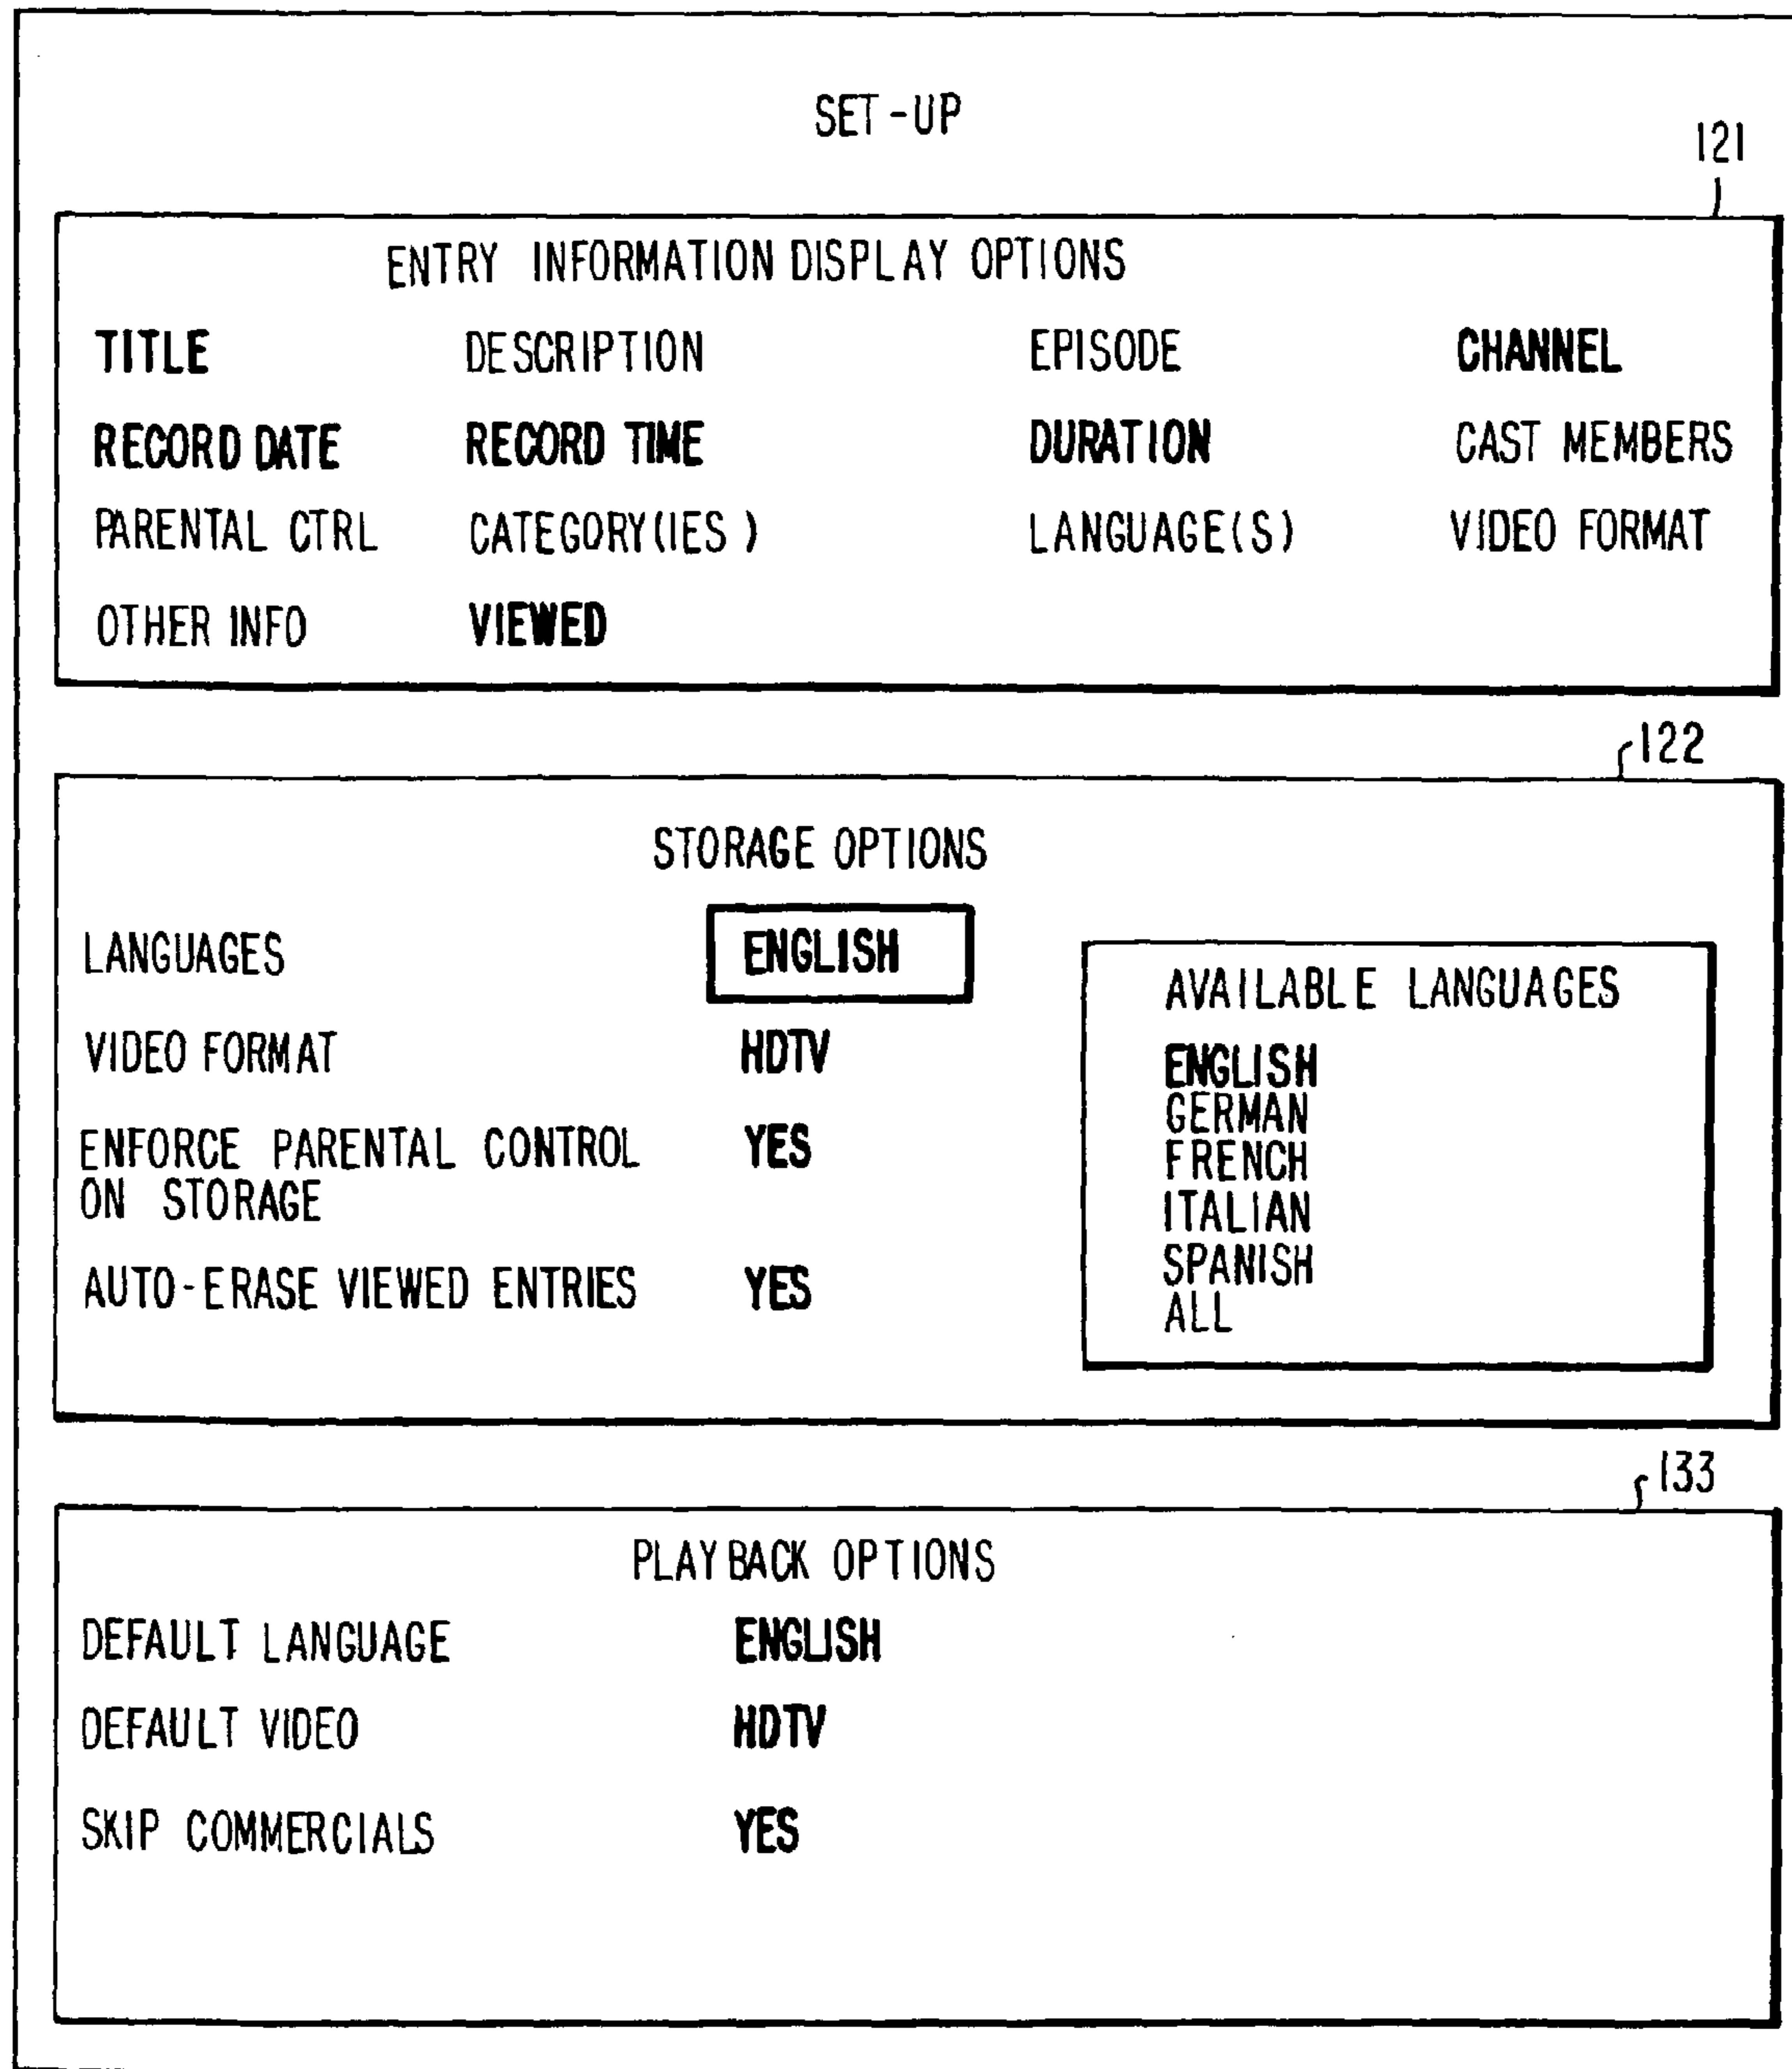 SET-UP
121
ENTRY INFORMATION DISPLAY OPTIONS
TITLE DESCRIPTION EPISODE CHANNEL
RECORD DATE RECORD TIME DURATION CAST MEMBERS
PARENTAL CTRL CATEGORY(IES) LANGUAGE(S) VIDEO FORMAT
OTHER INFO VIEWED
122
STORAGE OPTIONS
LANGUAGES ENGLISH
VIDEO FORMAT HDTV
ENFORCE PARENTAL CONTROL YES
ON STORAGE
AUTO-ERASE VIEWED ENTRIES YES
AVAILABLE LANGUAGES
ENGLISH
GERMAN
FRENCH
ITALIAN
SPANISH
ALL
133
PLAYBACK OPTIONS
DEFAULT LANGUAGE ENGLISH
DEFAULT VIDEO HDTV
SKIP COMMERCIALS YES